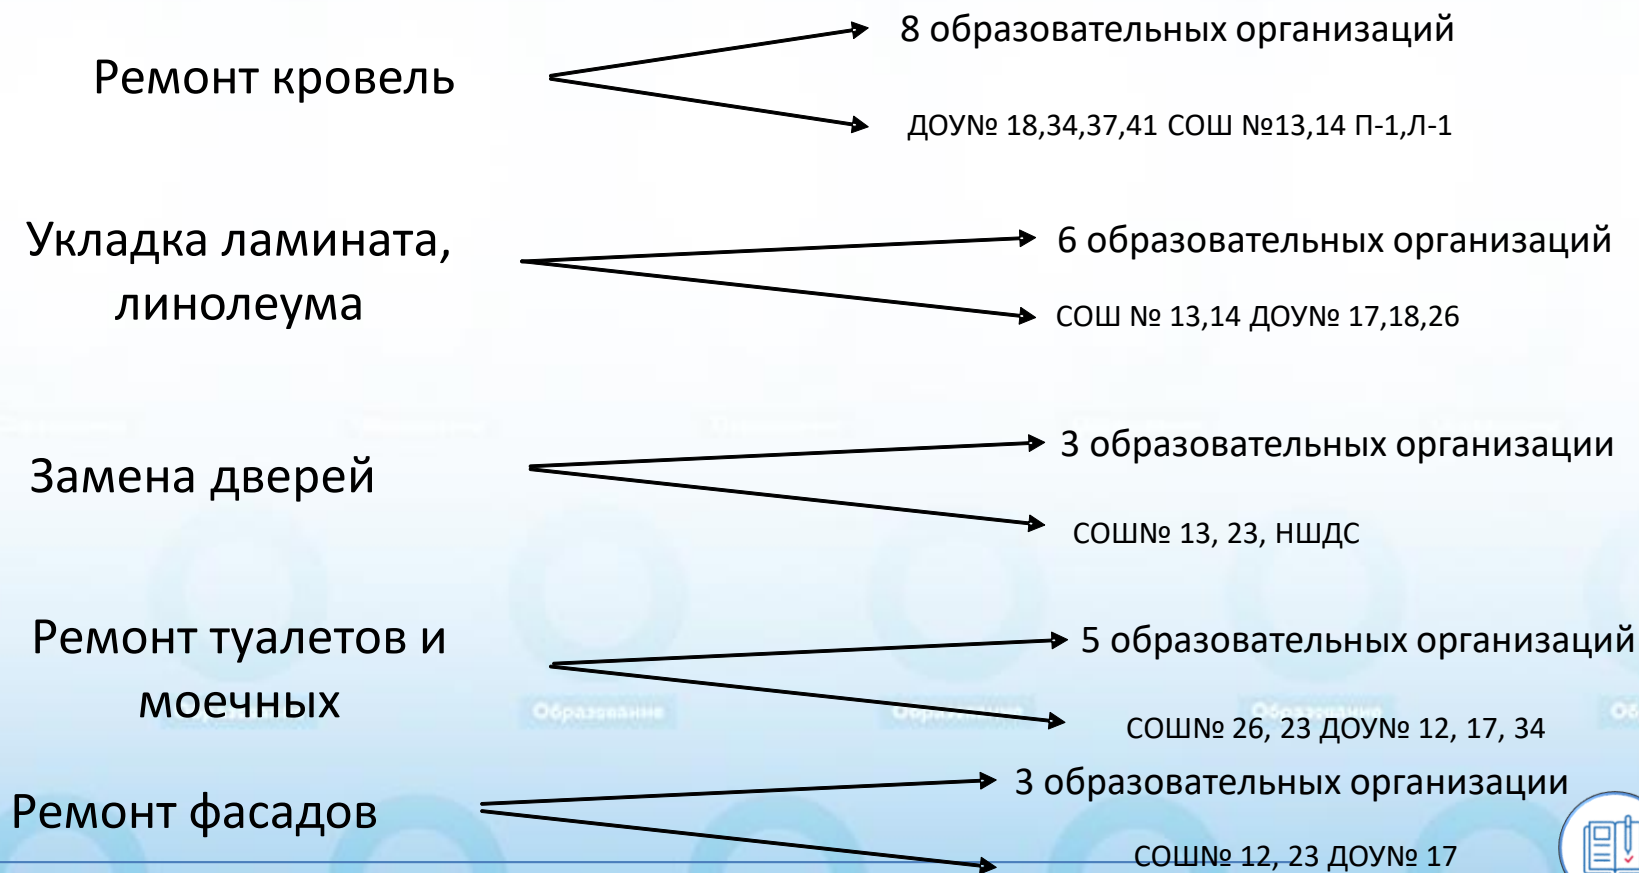 Ремонт кровель
8 образовательных организаций
ДОУ№ 18,34,37,41 СОШ №13,14 П-1,Л-1
Укладка ламината,
линолеума
6 образовательных организаций
СОШ № 13,14 ДОУ№ 17,18,26
Замена дверей
3 образовательных организации
СОШ№ 13, 23, НШДС
Ремонт туалетов и
моечных
5 образовательных организаций
СОШ№ 26, 23 ДОУ№ 12, 17, 34
Образование
Ремонт фасадов
3 образовательных организации
СОШ№ 12, 23 ДОУ№ 17